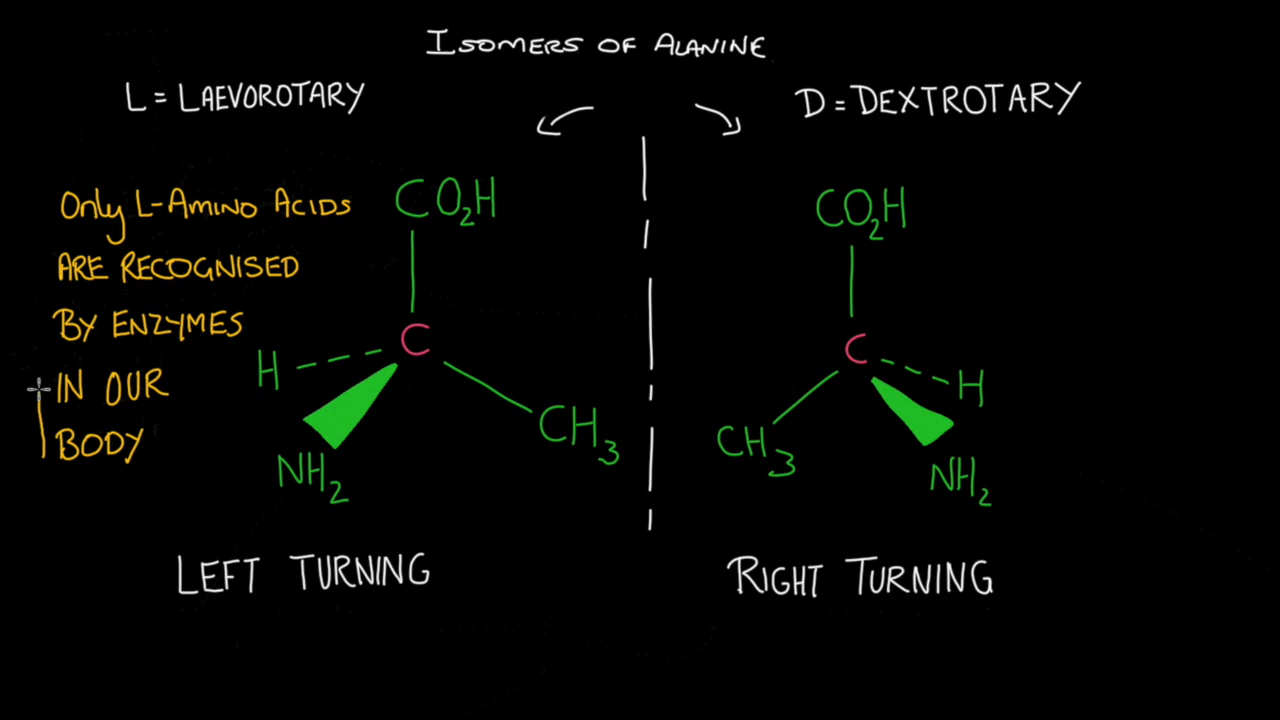 ISOMERS OF ALANINE
L = LAEVOROTARY
D = DEXTROTARY
Only L-AMINO ACIDS
ARE RECOGNISED
BY ENZYMES
IN OUR
BODY
CO₂H
C
H
NH₂
CH₃
CO₂H
C
H
CH₃
NH₂
LEFT TURNING
RIGHT TURNING